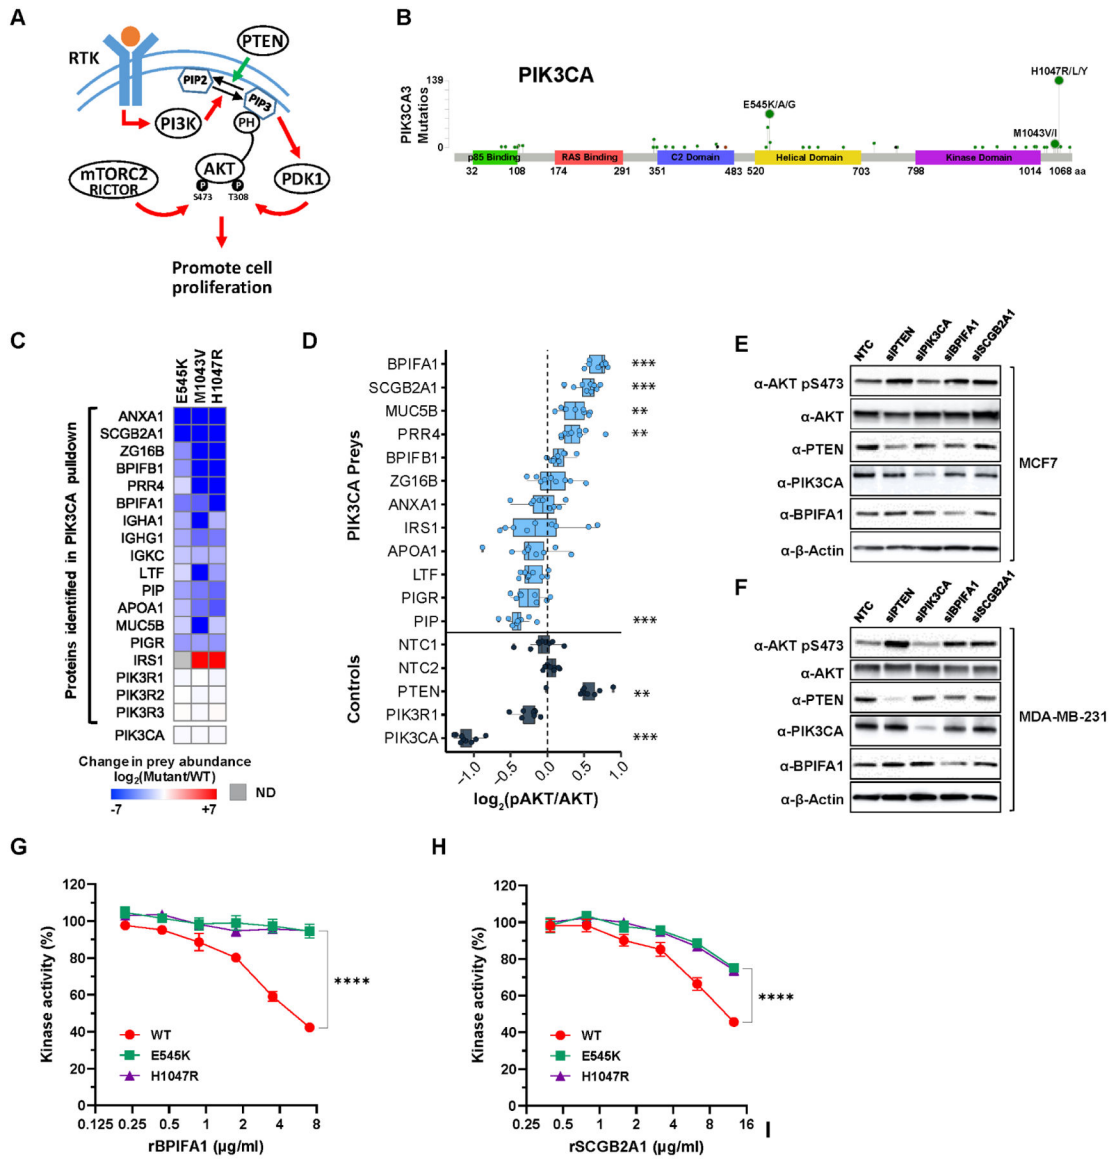 A
RTK
PTEN
PIP2
PIP3
PI3K
PH
mTORC2
RICTOR
AKT
PDK1
P
P
S473
T308
Promote cell
proliferation
B
PIK3CA
PIK3CA3
Mutatios
139
0
E545K/A/G
H1047R/L/Y
M1043V/I
p85 Binding
RAS Binding
C2 Domain
Helical Domain
Kinase Domain
32 108 174 291 351 483 520 703 798 1014 1068 aa
C
E545K
M1043V
H1047R
Proteins identified in PIK3CA pulldown
ANXA1
SCGB2A1
ZG16B
BPIFB1
PRR4
BPIFA1
IGHA1
IGHG1
IGKC
LTF
PIP
APOA1
MUC5B
PIGR
IRS1
PIK3R1
PIK3R2
PIK3R3
PIK3CA
Change in prey abundance
log2(Mutant/WT)
-7 +7
ND
D
PIK3CA Preys
BPIFA1 ***
SCGB2A1 ***
MUC5B **
PRR4 **
BPIFB1
ZG16B
ANXA1
IRS1
APOA1
LTF
PIGR
PIP ***
Controls
NTC1
NTC2
PTEN **
PIK3R1
PIK3CA ***
−1.0 −0.5 0.0 0.5 1.0
log2(pAKT/AKT)
E
NTC
siPTEN
siPIK3CA
siBPIFA1
siSCGB2A1
α-AKT pS473
α-AKT
α-PTEN
α-PIK3CA
α-BPIFA1
α-β-Actin
MCF7
F
NTC
siPTEN
siPIK3CA
siBPIFA1
siSCGB2A1
α-AKT pS473
α-AKT
α-PTEN
α-PIK3CA
α-BPIFA1
α-β-Actin
MDA-MB-231
G
Kinase activity (%)
120
100
80
60
40
20
0
****
WT
E545K
H1047R
0.125 0.25 0.5 1 2 4 8
rBPIFA1 (µg/ml)
H
Kinase activity (%)
120
100
80
60
40
20
0
****
WT
E545K
H1047R
0.25 0.5 1 2 4 8 16
rSCGB2A1 (µg/ml)
I